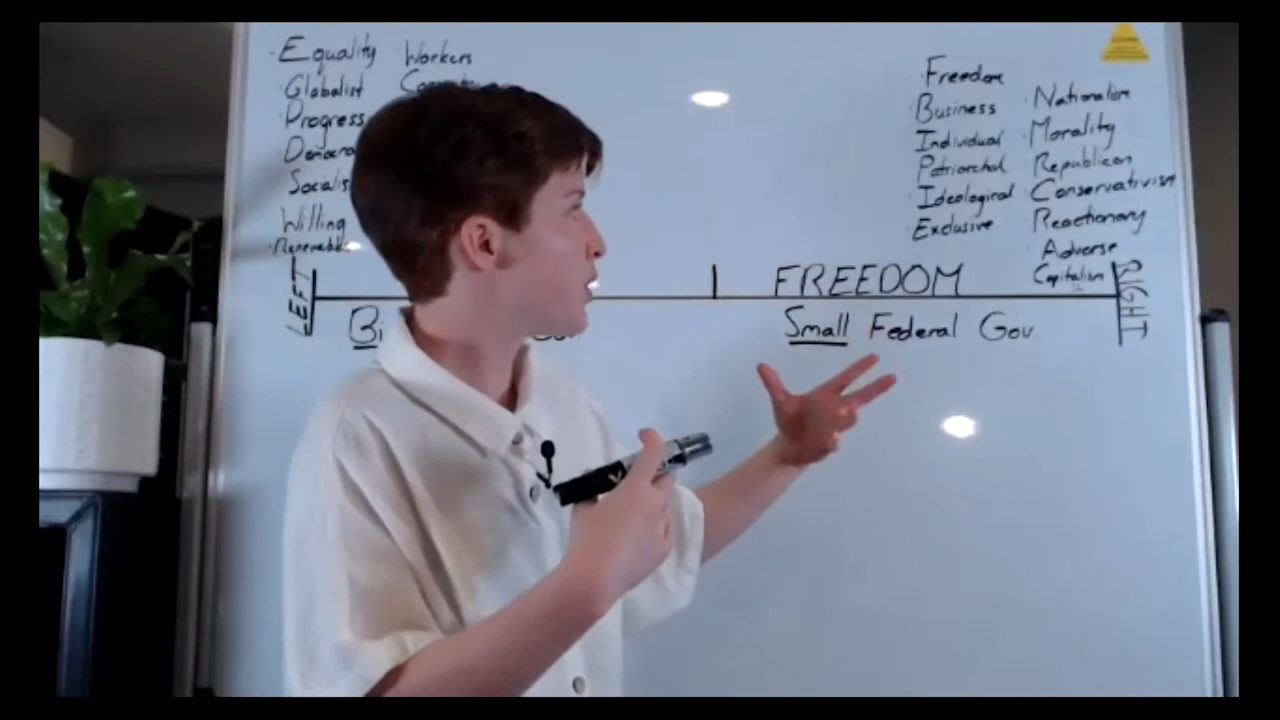 Equality
Workers
Globalist
Progress
Willing
LEFT
Freedom
Business
Individual
Patriarchal
Ideological
Exclusive
Nationalism
Morality
Republican
Conservativism
Reactionary
Adverse
Capitalism
FREEDOM
RIGHT
Small Federal Gov.